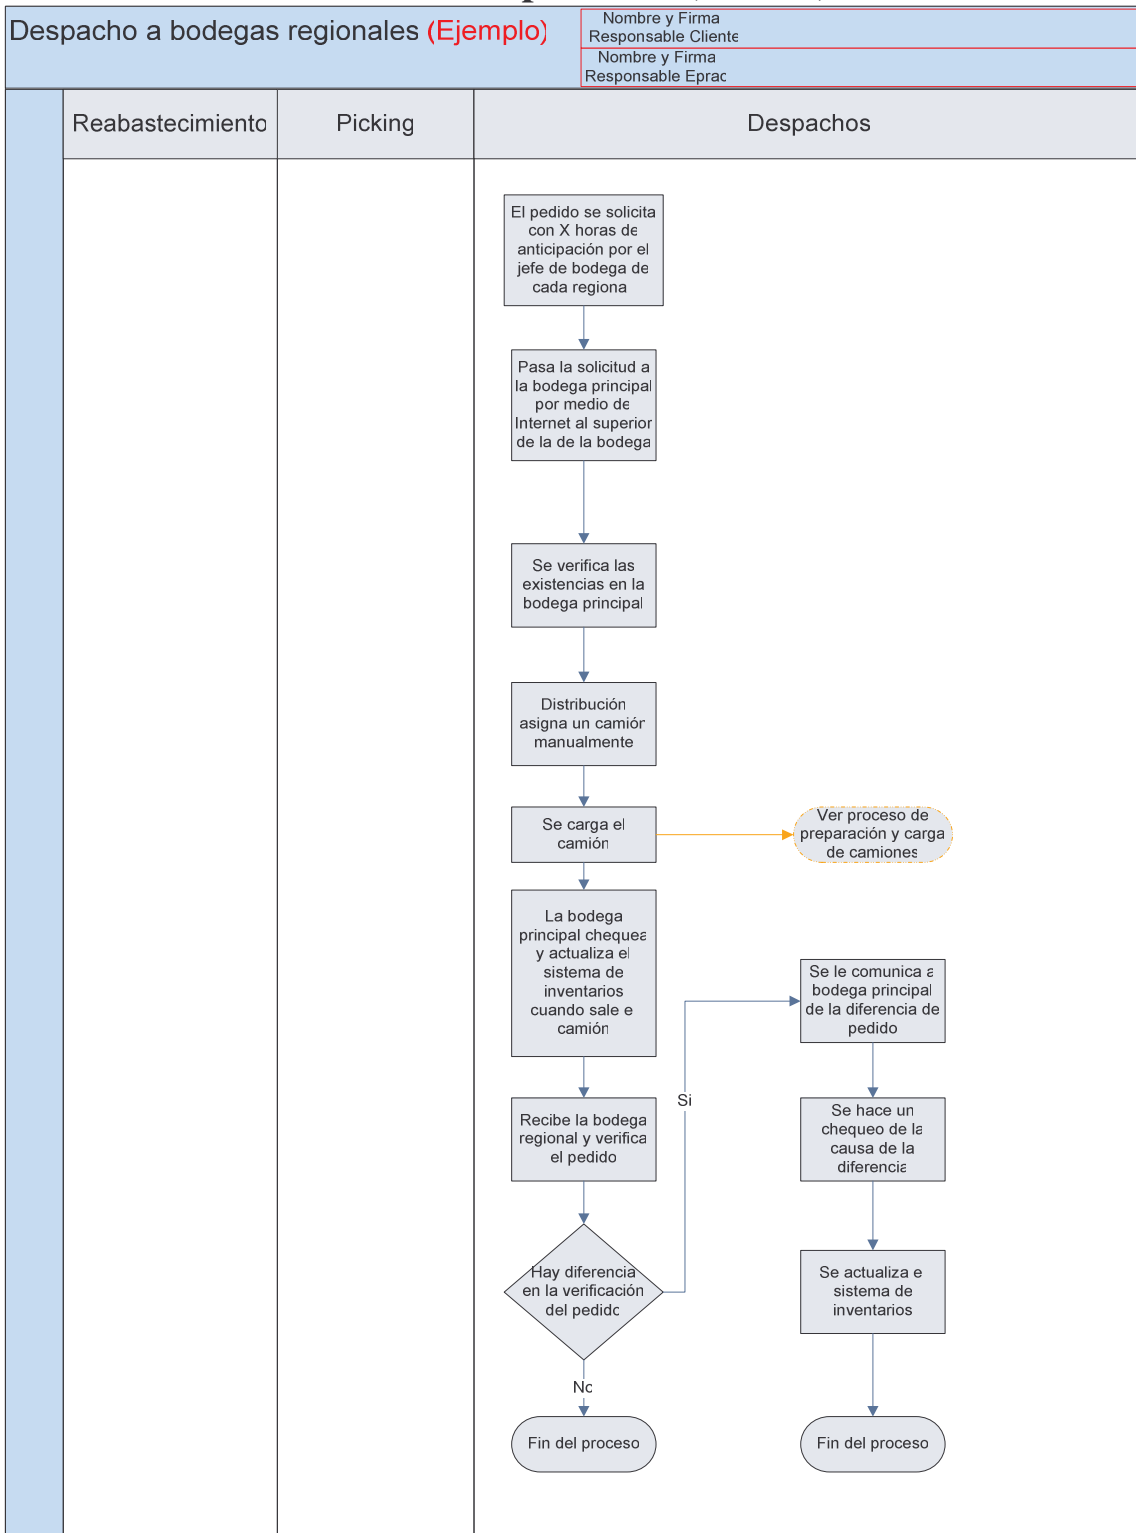 Despacho a bodegas regionales (Ejemplo)
Nombre y Firma
Responsable Cliente
Nombre y Firma
Responsable Eprac
Reabastecimiento
Picking
Despachos
El pedido se solicita
con X horas de
anticipación por el
jefe de bodega de
cada regiona
Pasa la solicitud a
la bodega principal
por medio de
Internet al superior
de la de la bodega
Se verifica las
existencias en la
bodega principal
Distribución
asigna un camión
manualmente
Se carga el
camión
Ver proceso de
preparación y carga
de camiones
La bodega
principal chequea
y actualiza el
sistema de
inventarios
cuando sale e
camión
Se le comunica a
bodega principal
de la diferencia de
pedido
Si
Recibe la bodega
regional y verifica
el pedido
Se hace un
chequeo de la
causa de la
diferencia
Hay diferencia
en la verificación
del pedido
Se actualiza e
sistema de
inventarios
No
Fin del proceso
Fin del proceso